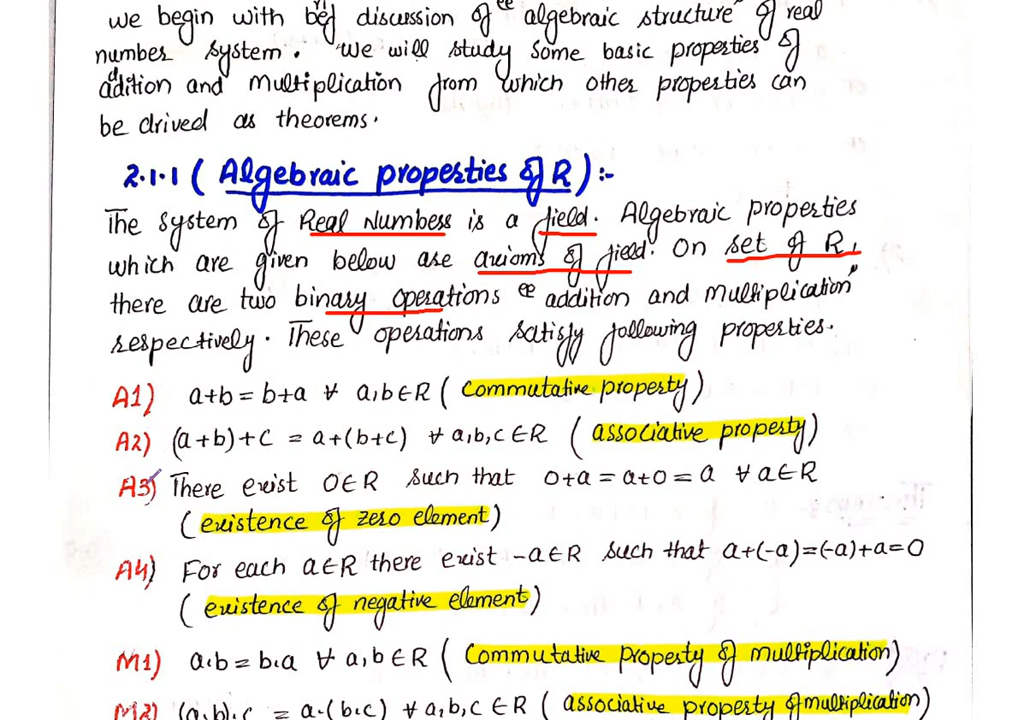 we begin with brief discussion of "algebraic structure" of real
number system. We will study some basic properties of
addition and multiplication from which other properties can
be drived as theorems.
2.1.1 ( Algebraic properties of R ) :-
The system of Real Numbers is a field. Algebraic properties
which are given below are axioms of field. On set of R,
there are two binary operations "addition and multiplication"
respectively. These operations satisfy following properties.
A1) a+b = b+a ∀ a,b∈R ( Commutative property )
A2) (a+b)+c = a+(b+c) ∀ a,b,c ∈R ( associative property )
A3) There exist 0∈R such that 0+a = a+0 = a ∀ a∈R
( existence of zero element )
A4) For each a∈R there exist -a∈R such that a+(-a)=(-a)+a=0
( existence of negative element )
M1) a.b = b.a ∀ a,b∈R ( Commutative property of multiplication )
M2) (a.b).c = a.(b.c) ∀ a,b,c ∈R ( associative property of multiplication )